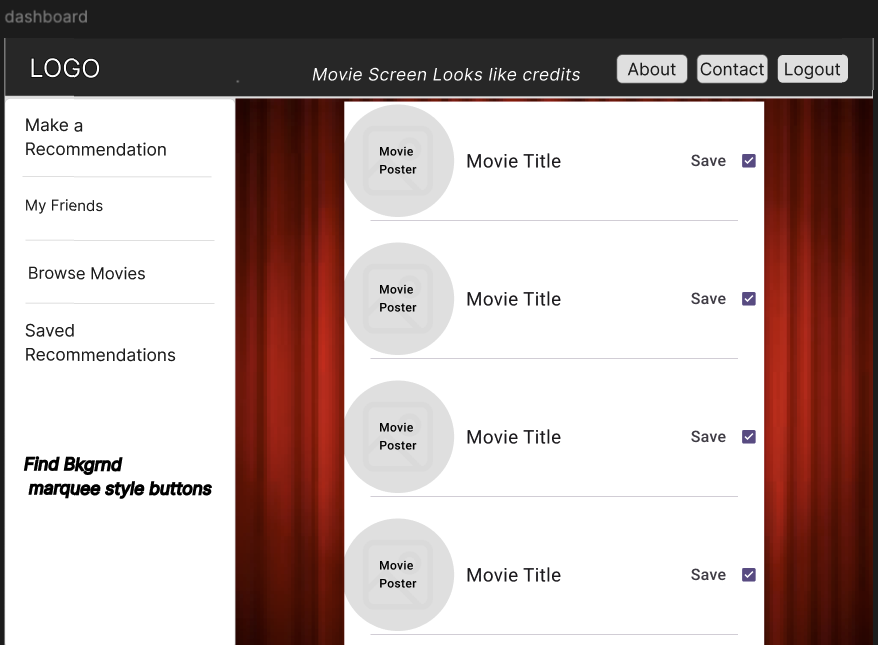 dashboard
LOGO
Movie Screen Looks like credits
About
Contact
Logout
Make a
Recommendation
My Friends
Browse Movies
Saved
Recommendations
Find Bkgrnd
marquee style buttons
Movie
Poster
Movie Title
Save
Movie
Poster
Movie Title
Save
Movie
Poster
Movie Title
Save
Movie
Poster
Movie Title
Save